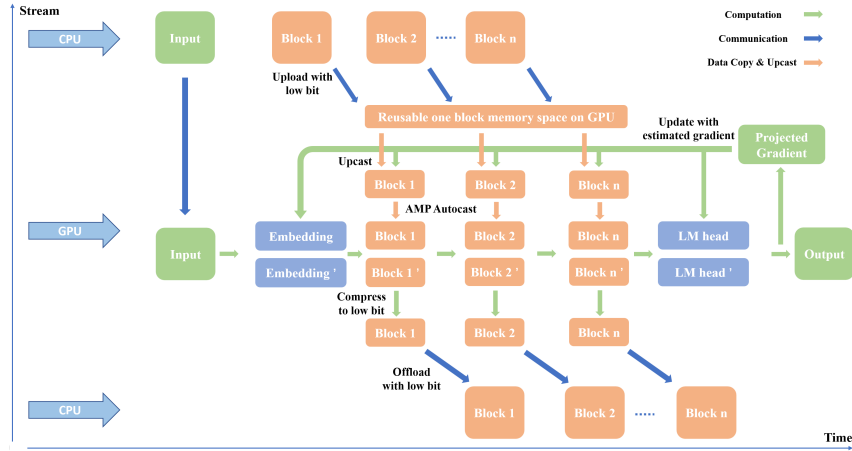 Stream
Computation
Communication
Data Copy & Upcast
CPU
Input
Block 1
Block 2
......
Block n
Upload with
low bit
Reusable one block memory space on GPU
Update with
estimated gradient
Projected
Gradient
Upcast
Block 1
Block 2
Block n
AMP Autocast
GPU
Input
Embedding
Embedding '
Block 1
Block 1 '
Block 2
Block 2 '
Block n
Block n '
LM head
LM head '
Output
Compress
to low bit
Block 1
Block 2
Block n
Offload
with low bit
CPU
Block 1
Block 2
......
Block n
Time